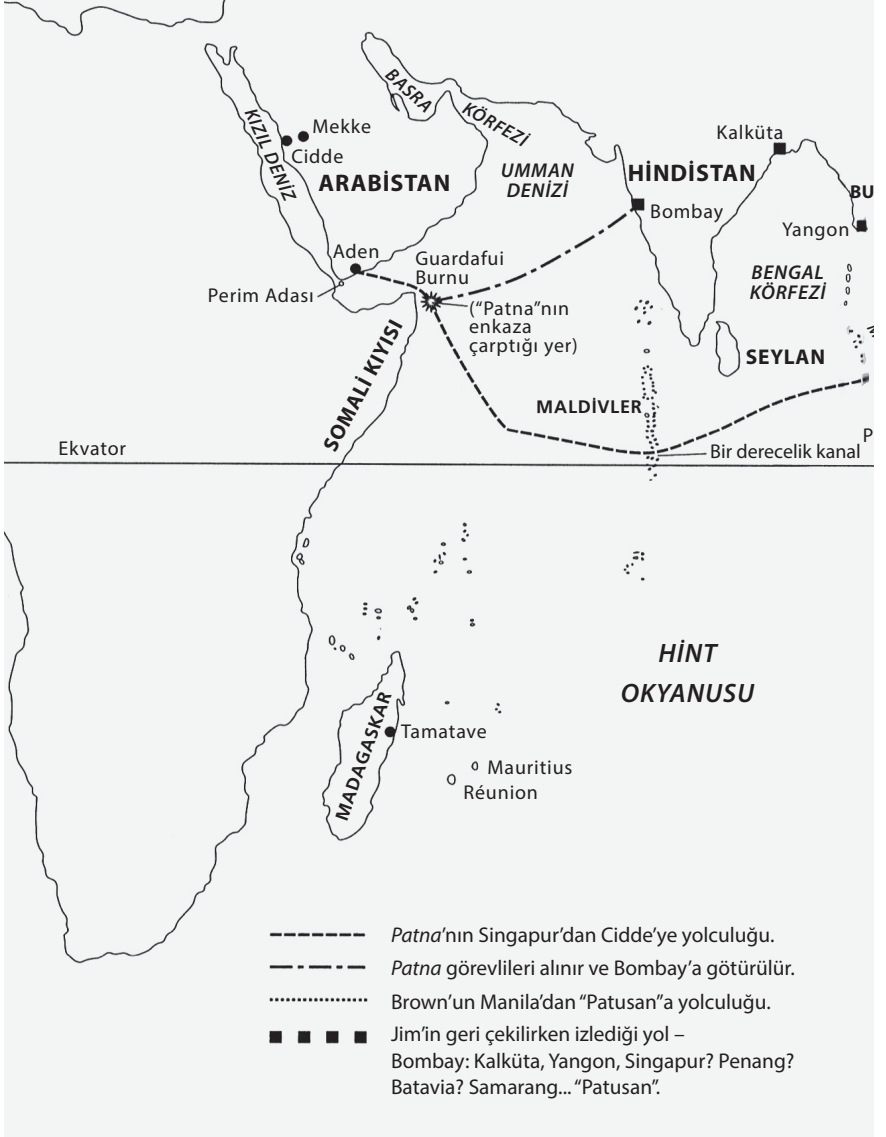 BASRA
KÖRFEZİ
KIZIL DENİZ
Mekke
Cidde
ARABİSTAN
UMMAN
DENİZİ
HİNDİSTAN
Kalküta
BU
Bombay
Yangon
Aden
Guardafui
Burnu
Perim Adası
(“Patna”nın
enkaza
çarptığı yer)
BENGAL
KÖRFEZİ
SEYLAN
SOMALİ KIYISI
MALDİVLER
P
Bir derecelik kanal
Ekvator
HİNT
OKYANUSU
MADAGASKAR
Tamatave
Mauritius
Réunion
Patna’nın Singapur’dan Cidde’ye yolculuğu.
Patna görevlileri alınır ve Bombay’a götürülür.
Brown’un Manila’dan “Patusan”a yolculuğu.
Jim’in geri çekilirken izlediği yol –
Bombay: Kalküta, Yangon, Singapur? Penang?
Batavia? Samarang... “Patusan”.